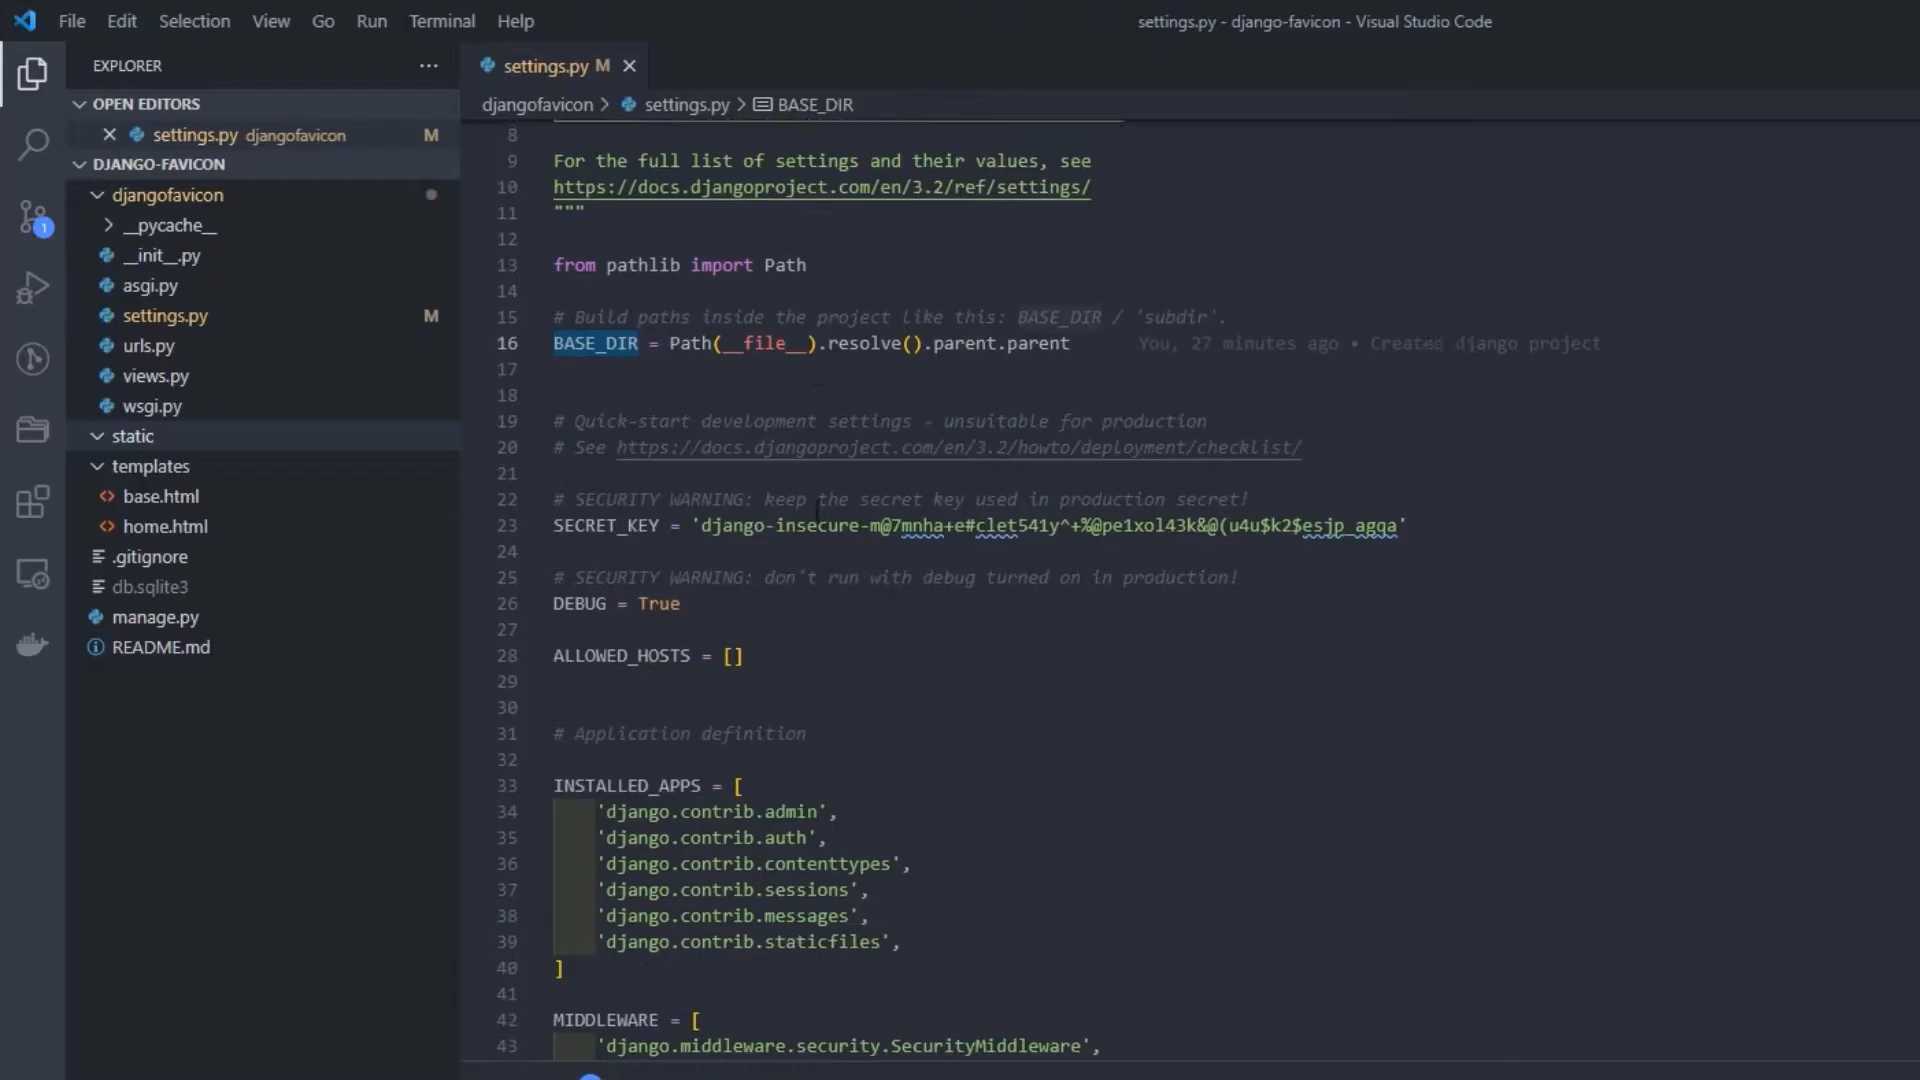 File Edit Selection View Go Run Terminal Help
settings.py - django-favicon - Visual Studio Code
EXPLORER
OPEN EDITORS
settings.py djangofavicon M
DJANGO-FAVICON
djangofavicon
__pycache__
__init__.py
asgi.py
settings.py M
urls.py
views.py
wsgi.py
static
templates
base.html
home.html
.gitignore
db.sqlite3
manage.py
README.md
1
settings.py M
djangofavicon > settings.py > BASE_DIR
8
9 For the full list of settings and their values, see
10 https://docs.djangoproject.com/en/3.2/ref/settings/
11 """
12
13 from pathlib import Path
14
15 # Build paths inside the project like this: BASE_DIR / 'subdir'.
16 BASE_DIR = Path(__file__).resolve().parent.parent You, 27 minutes ago • Created django project
17
18
19 # Quick-start development settings - unsuitable for production
20 # See https://docs.djangoproject.com/en/3.2/howto/deployment/checklist/
21
22 # SECURITY WARNING: keep the secret key used in production secret!
23 SECRET_KEY = 'django-insecure-m@7mnha+e#clet541y^+%@pe1xol43k&@(u4u$k2$esjp_agqa'
24
25 # SECURITY WARNING: don't run with debug turned on in production!
26 DEBUG = True
27
28 ALLOWED_HOSTS = []
29
30
31 # Application definition
32
33 INSTALLED_APPS = [
34 'django.contrib.admin',
35 'django.contrib.auth',
36 'django.contrib.contenttypes',
37 'django.contrib.sessions',
38 'django.contrib.messages',
39 'django.contrib.staticfiles',
40 ]
41
42 MIDDLEWARE = [
43 'django.middleware.security.SecurityMiddleware',